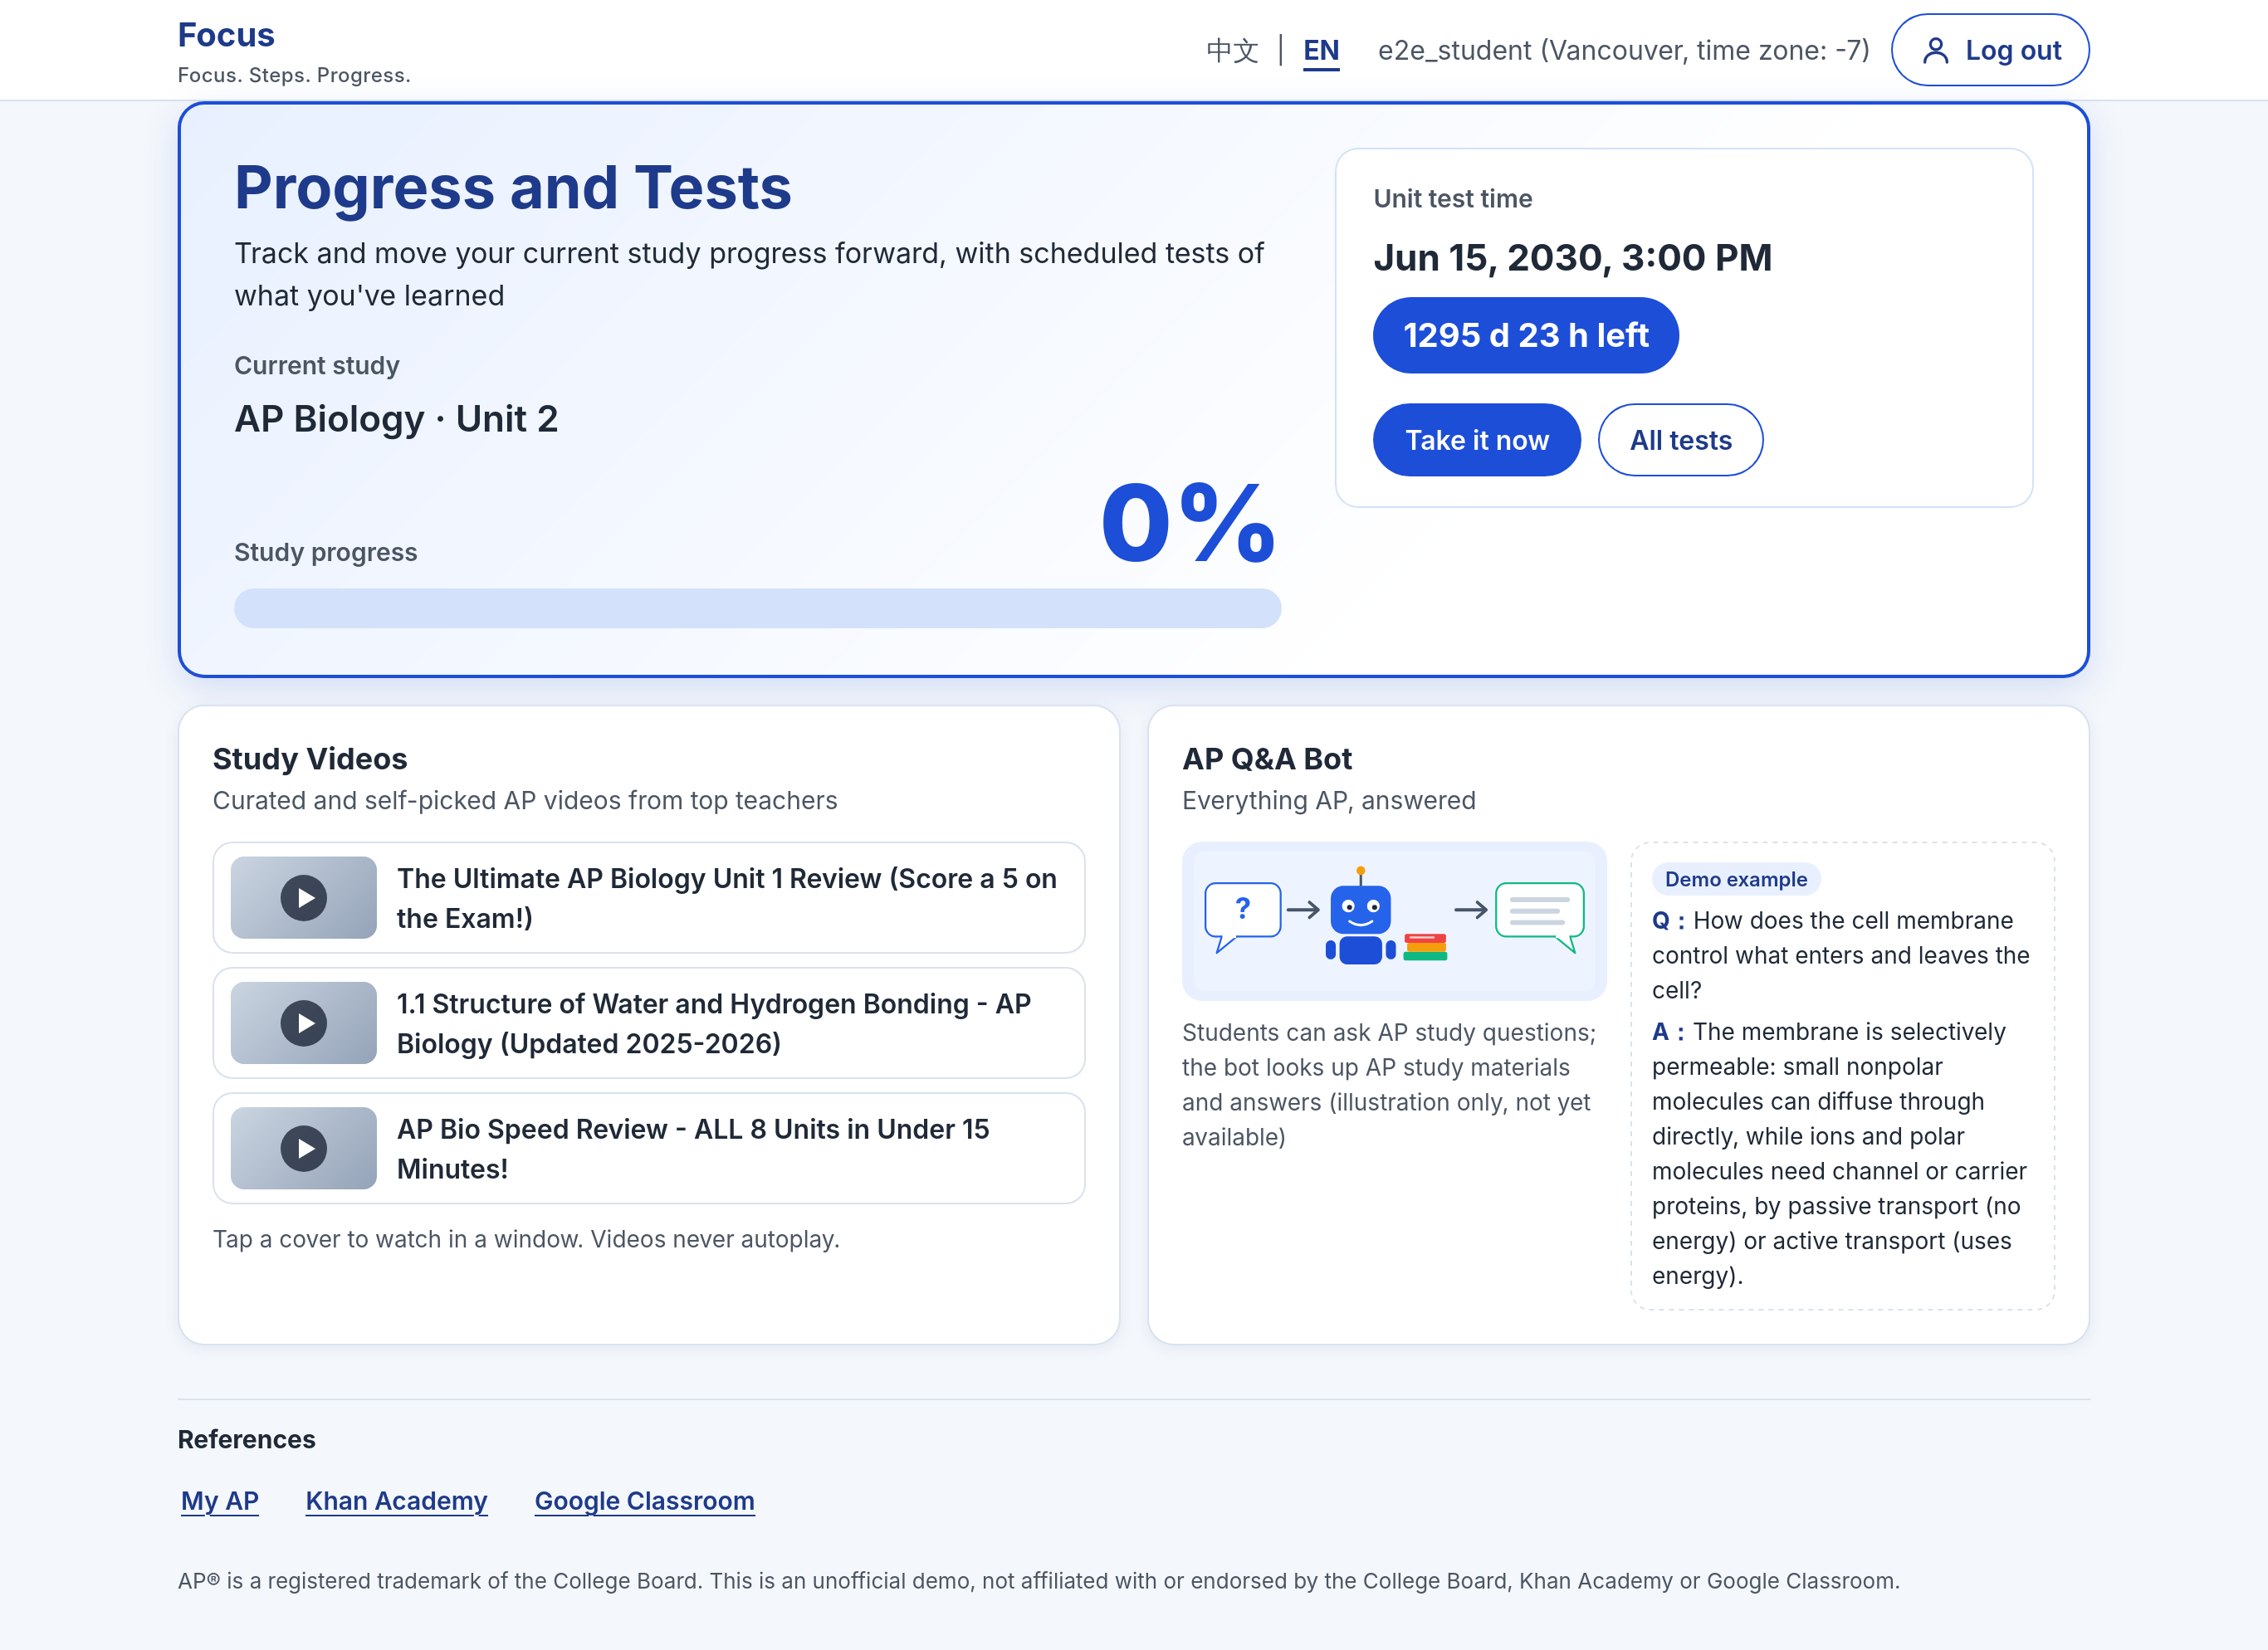 Focus
Focus. Steps. Progress.
中文 | EN
e2e_student (Vancouver, time zone: -7)
Log out
Progress and Tests
Track and move your current study progress forward, with scheduled tests of
what you've learned
Current study
AP Biology · Unit 2
Study progress
0%
Unit test time
Jun 15, 2030, 3:00 PM
1295 d 23 h left
Take it now
All tests
Study Videos
Curated and self-picked AP videos from top teachers
The Ultimate AP Biology Unit 1 Review (Score a 5 on
the Exam!)
1.1 Structure of Water and Hydrogen Bonding - AP
Biology (Updated 2025-2026)
AP Bio Speed Review - ALL 8 Units in Under 15
Minutes!
Tap a cover to watch in a window. Videos never autoplay.
AP Q&A Bot
Everything AP, answered
?
Students can ask AP study questions;
the bot looks up AP study materials
and answers (illustration only, not yet
available)
Demo example
Q： How does the cell membrane
control what enters and leaves the
cell?
A： The membrane is selectively
permeable: small nonpolar
molecules can diffuse through
directly, while ions and polar
molecules need channel or carrier
proteins, by passive transport (no
energy) or active transport (uses
energy).
References
My AP
Khan Academy
Google Classroom
AP® is a registered trademark of the College Board. This is an unofficial demo, not affiliated with or endorsed by the College Board, Khan Academy or Google Classroom.